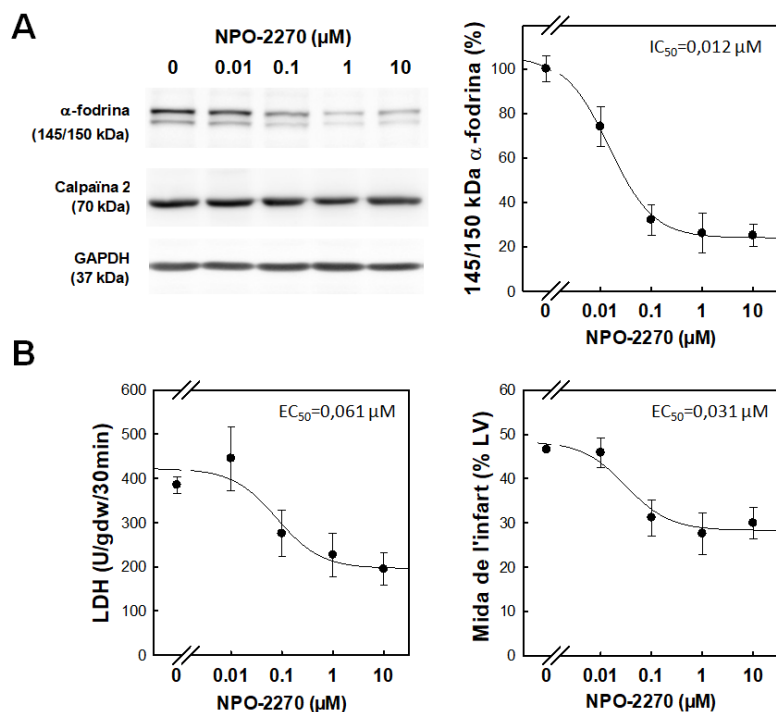 A
NPO-2270 (µM)
0 0.01 0.1 1 10
α-fodrina
(145/150 kDa)
Calpaïna 2
(70 kDa)
GAPDH
(37 kDa)
IC50=0,012 µM
145/150 kDa α-fodrina (%)
100
80
60
40
20
0
0 0.01 0.1 1 10
NPO-2270 (µM)
B
EC50=0,061 µM
LDH (U/gdw/30min)
600
500
400
300
200
100
0
0 0.01 0.1 1 10
NPO-2270 (µM)
EC50=0,031 µM
Mida de l'infart (% LV)
60
50
40
30
20
10
0
0 0.01 0.1 1 10
NPO-2270 (µM)